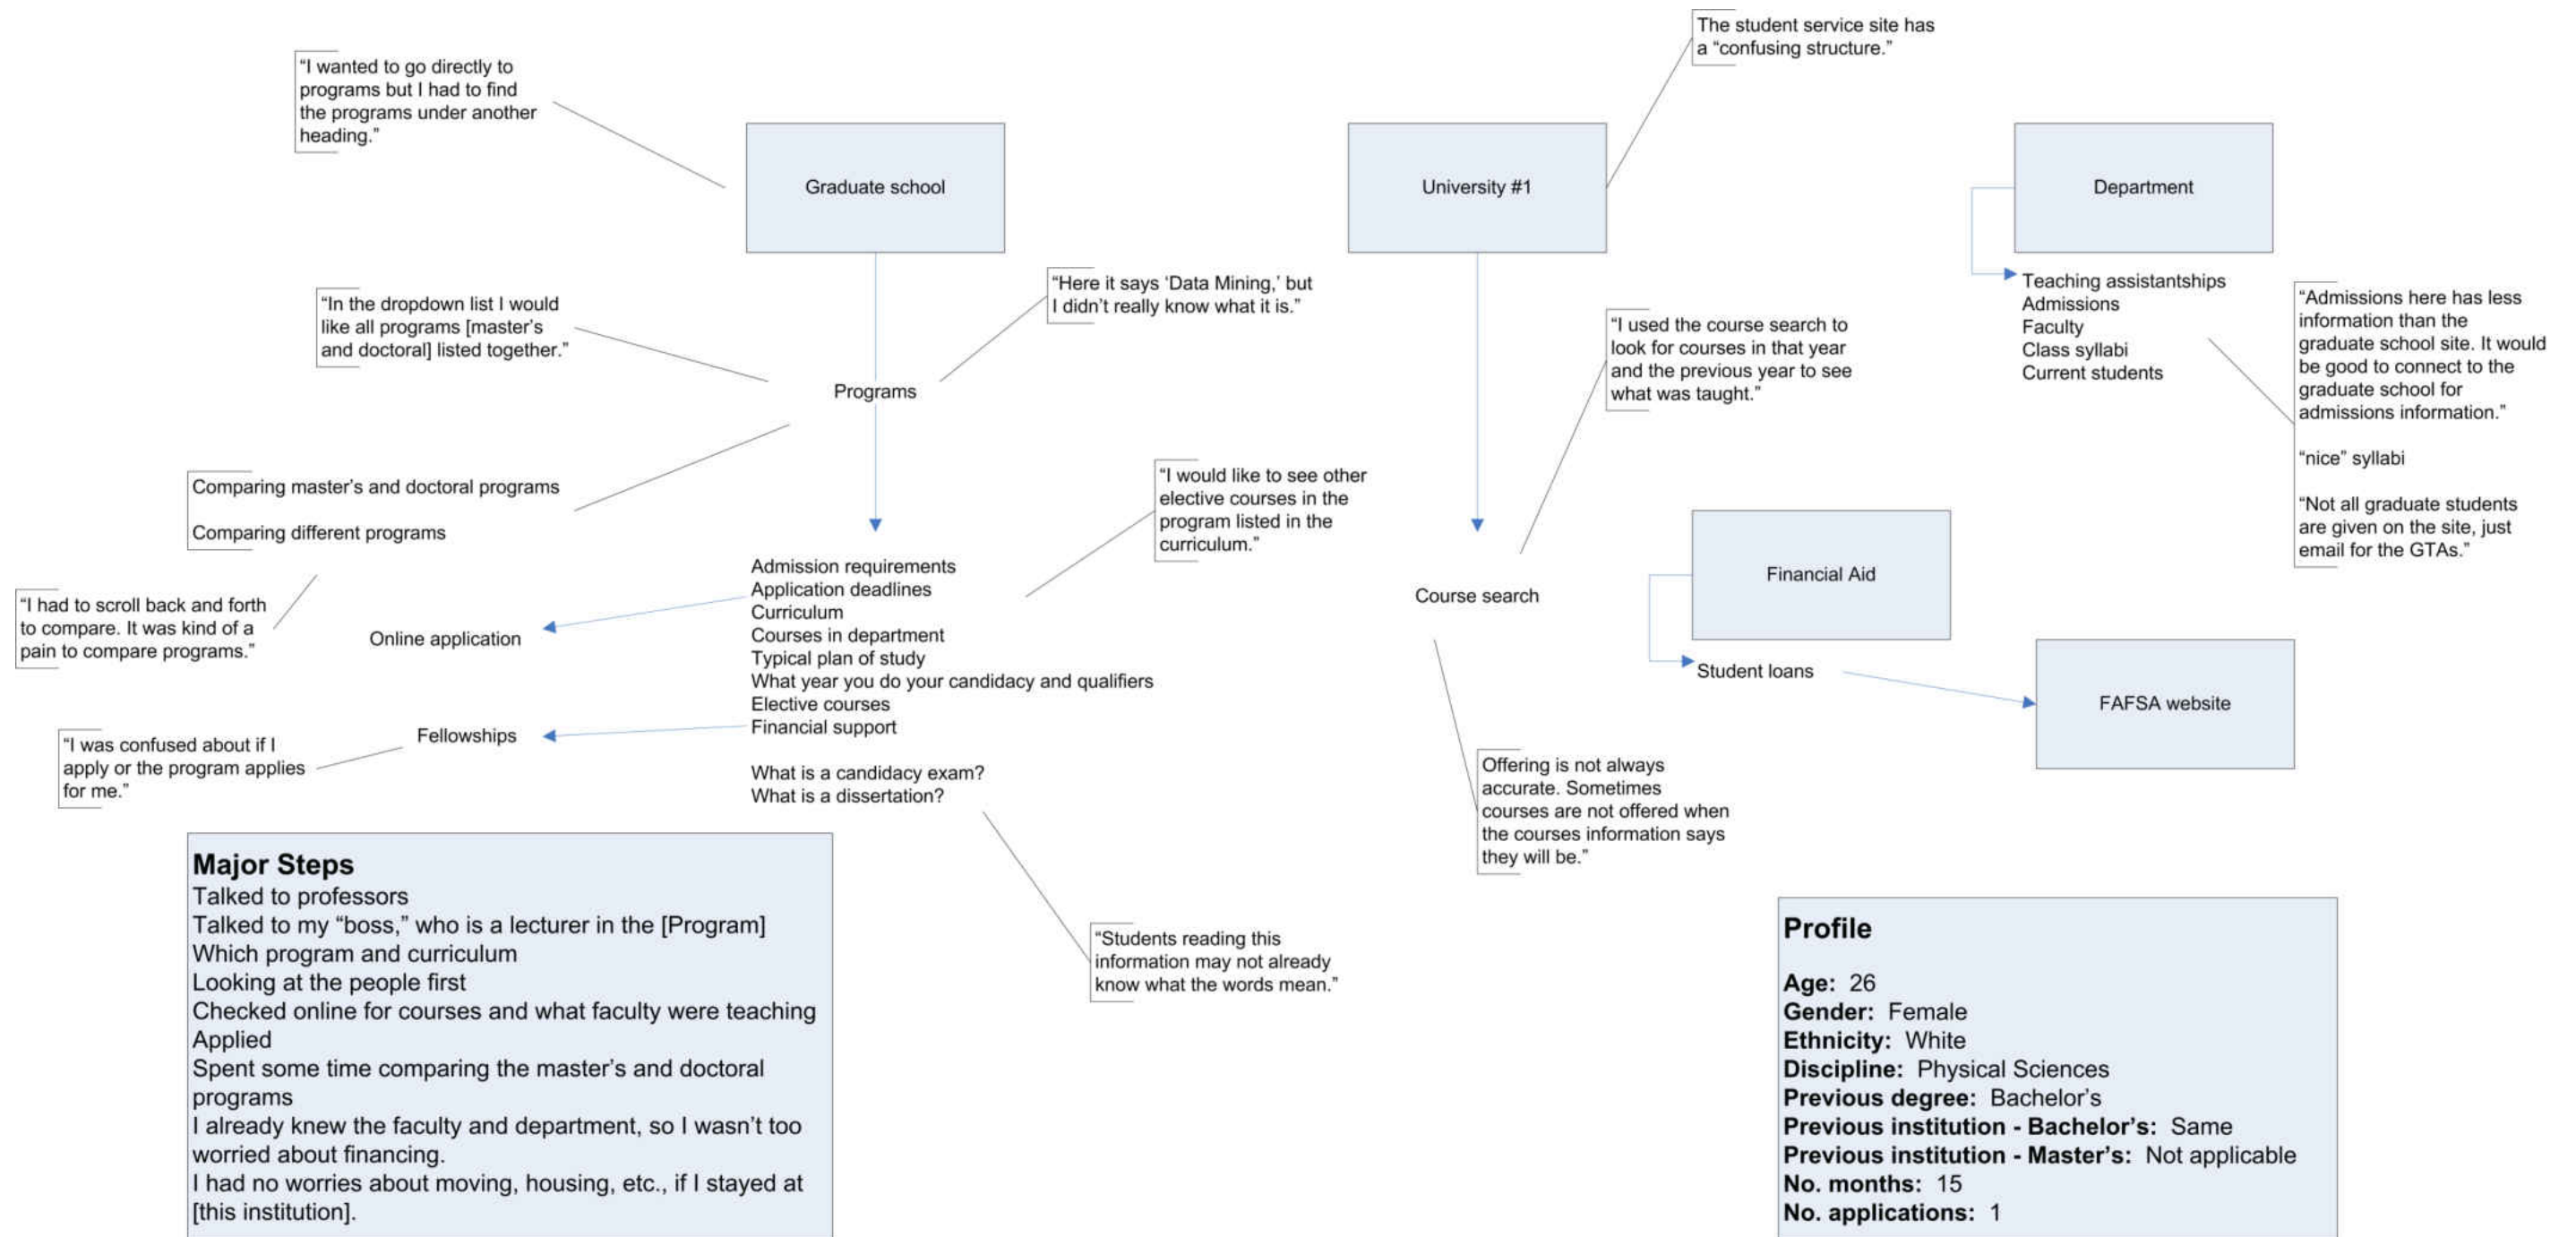 The student service site has
a “confusing structure.”
“I wanted to go directly to
programs but I had to find
the programs under another
heading.”
Graduate school
University #1
Department
“Here it says ‘Data Mining,’ but
I didn’t really know what it is.”
“In the dropdown list I would
like all programs [master’s
and doctoral] listed together.”
Programs
“I used the course search to
look for courses in that year
and the previous year to see
what was taught.”
Teaching assistantships
Admissions
Faculty
Class syllabi
Current students
“Admissions here has less
information than the
graduate school site. It would
be good to connect to the
graduate school for
admissions information.”
“nice” syllabi
“Not all graduate students
are given on the site, just
email for the GTAs.”
Comparing master’s and doctoral programs
Comparing different programs
“I would like to see other
elective courses in the
program listed in the
curriculum.”
“I had to scroll back and forth
to compare. It was kind of a
pain to compare programs.”
Online application
Admission requirements
Application deadlines
Curriculum
Courses in department
Typical plan of study
What year you do your candidacy and qualifiers
Elective courses
Financial support
What is a candidacy exam?
What is a dissertation?
Course search
Financial Aid
Student loans
FAFSA website
Fellowships
“I was confused about if I
apply or the program applies
for me.”
Offering is not always
accurate. Sometimes
courses are not offered when
the courses information says
they will be.”
“Students reading this
information may not already
know what the words mean.”
Major Steps
Talked to professors
Talked to my “boss,” who is a lecturer in the [Program]
Which program and curriculum
Looking at the people first
Checked online for courses and what faculty were teaching
Applied
Spent some time comparing the master’s and doctoral
programs
I already knew the faculty and department, so I wasn’t too
worried about financing.
I had no worries about moving, housing, etc., if I stayed at
[this institution].
Profile
Age: 26
Gender: Female
Ethnicity: White
Discipline: Physical Sciences
Previous degree: Bachelor’s
Previous institution - Bachelor’s: Same
Previous institution - Master’s: Not applicable
No. months: 15
No. applications: 1